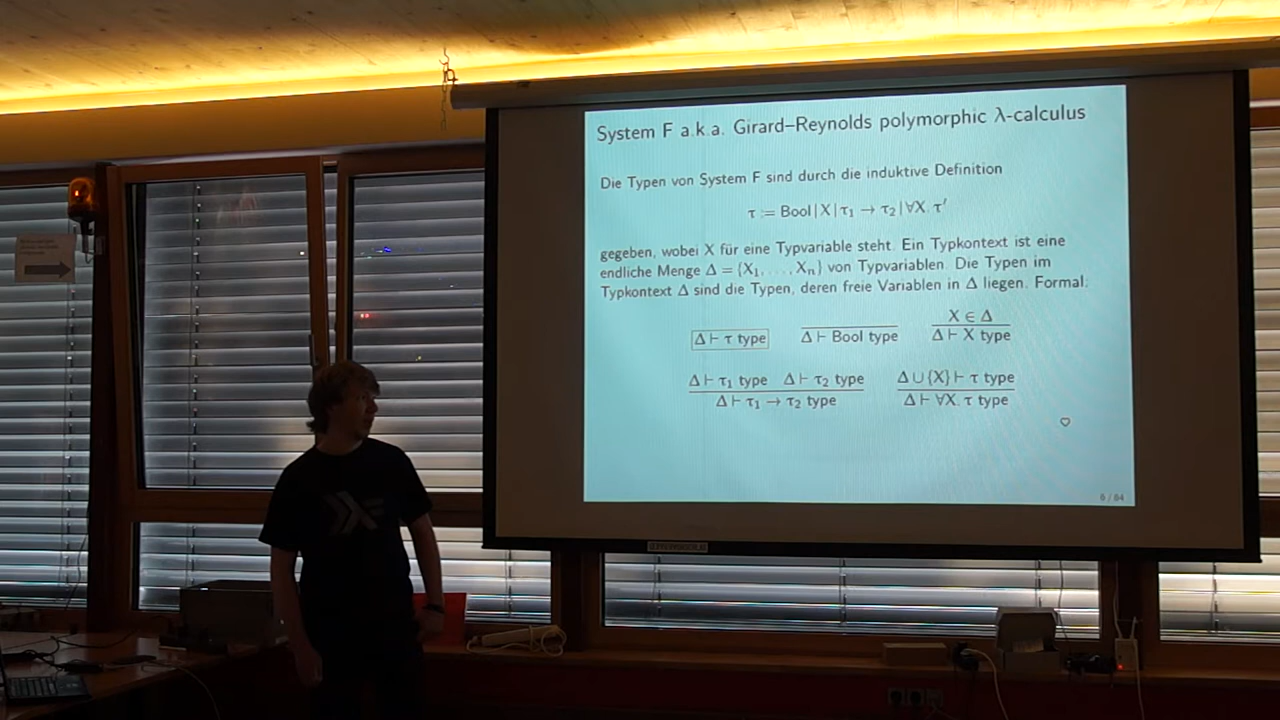 System F a.k.a. Girard–Reynolds polymorphic λ-calculus
Die Typen von System F sind durch die induktive Definition
τ := Bool | X | τ₁ → τ₂ | ∀X. τ′
gegeben, wobei X für eine Typvariable steht. Ein Typkontext ist eine
endliche Menge Δ = {X₁, . . . , Xₙ} von Typvariablen. Die Typen im
Typkontext Δ sind die Typen, deren freie Variablen in Δ liegen. Formal:
X ∈ Δ
Δ ⊢ τ type Δ ⊢ Bool type Δ ⊢ X type
Δ ⊢ τ₁ type Δ ⊢ τ₂ type Δ ∪ {X} ⊢ τ type
Δ ⊢ τ₁ → τ₂ type Δ ⊢ ∀X. τ type
♡
6 / 84